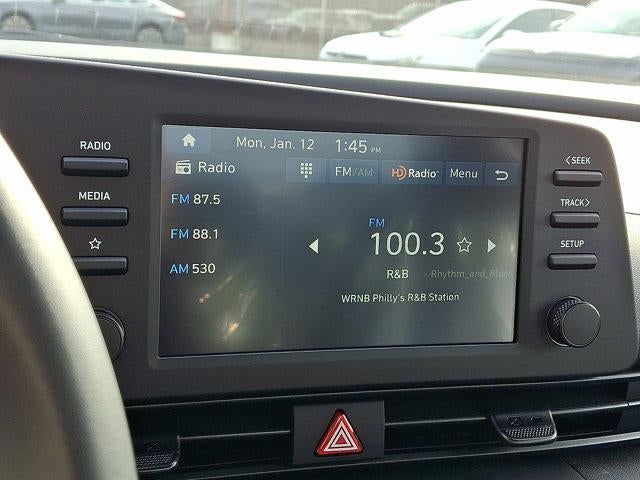 Mon, Jan. 12 1:45 PM
RADIO
MEDIA
Radio
FM/AM
HD Radio
Menu
FM 87.5
FM 88.1
AM 530
FM
100.3
R&B - Rhythm_and_Blues
WRNB Philly's R&B Station
<SEEK
TRACK>
SETUP